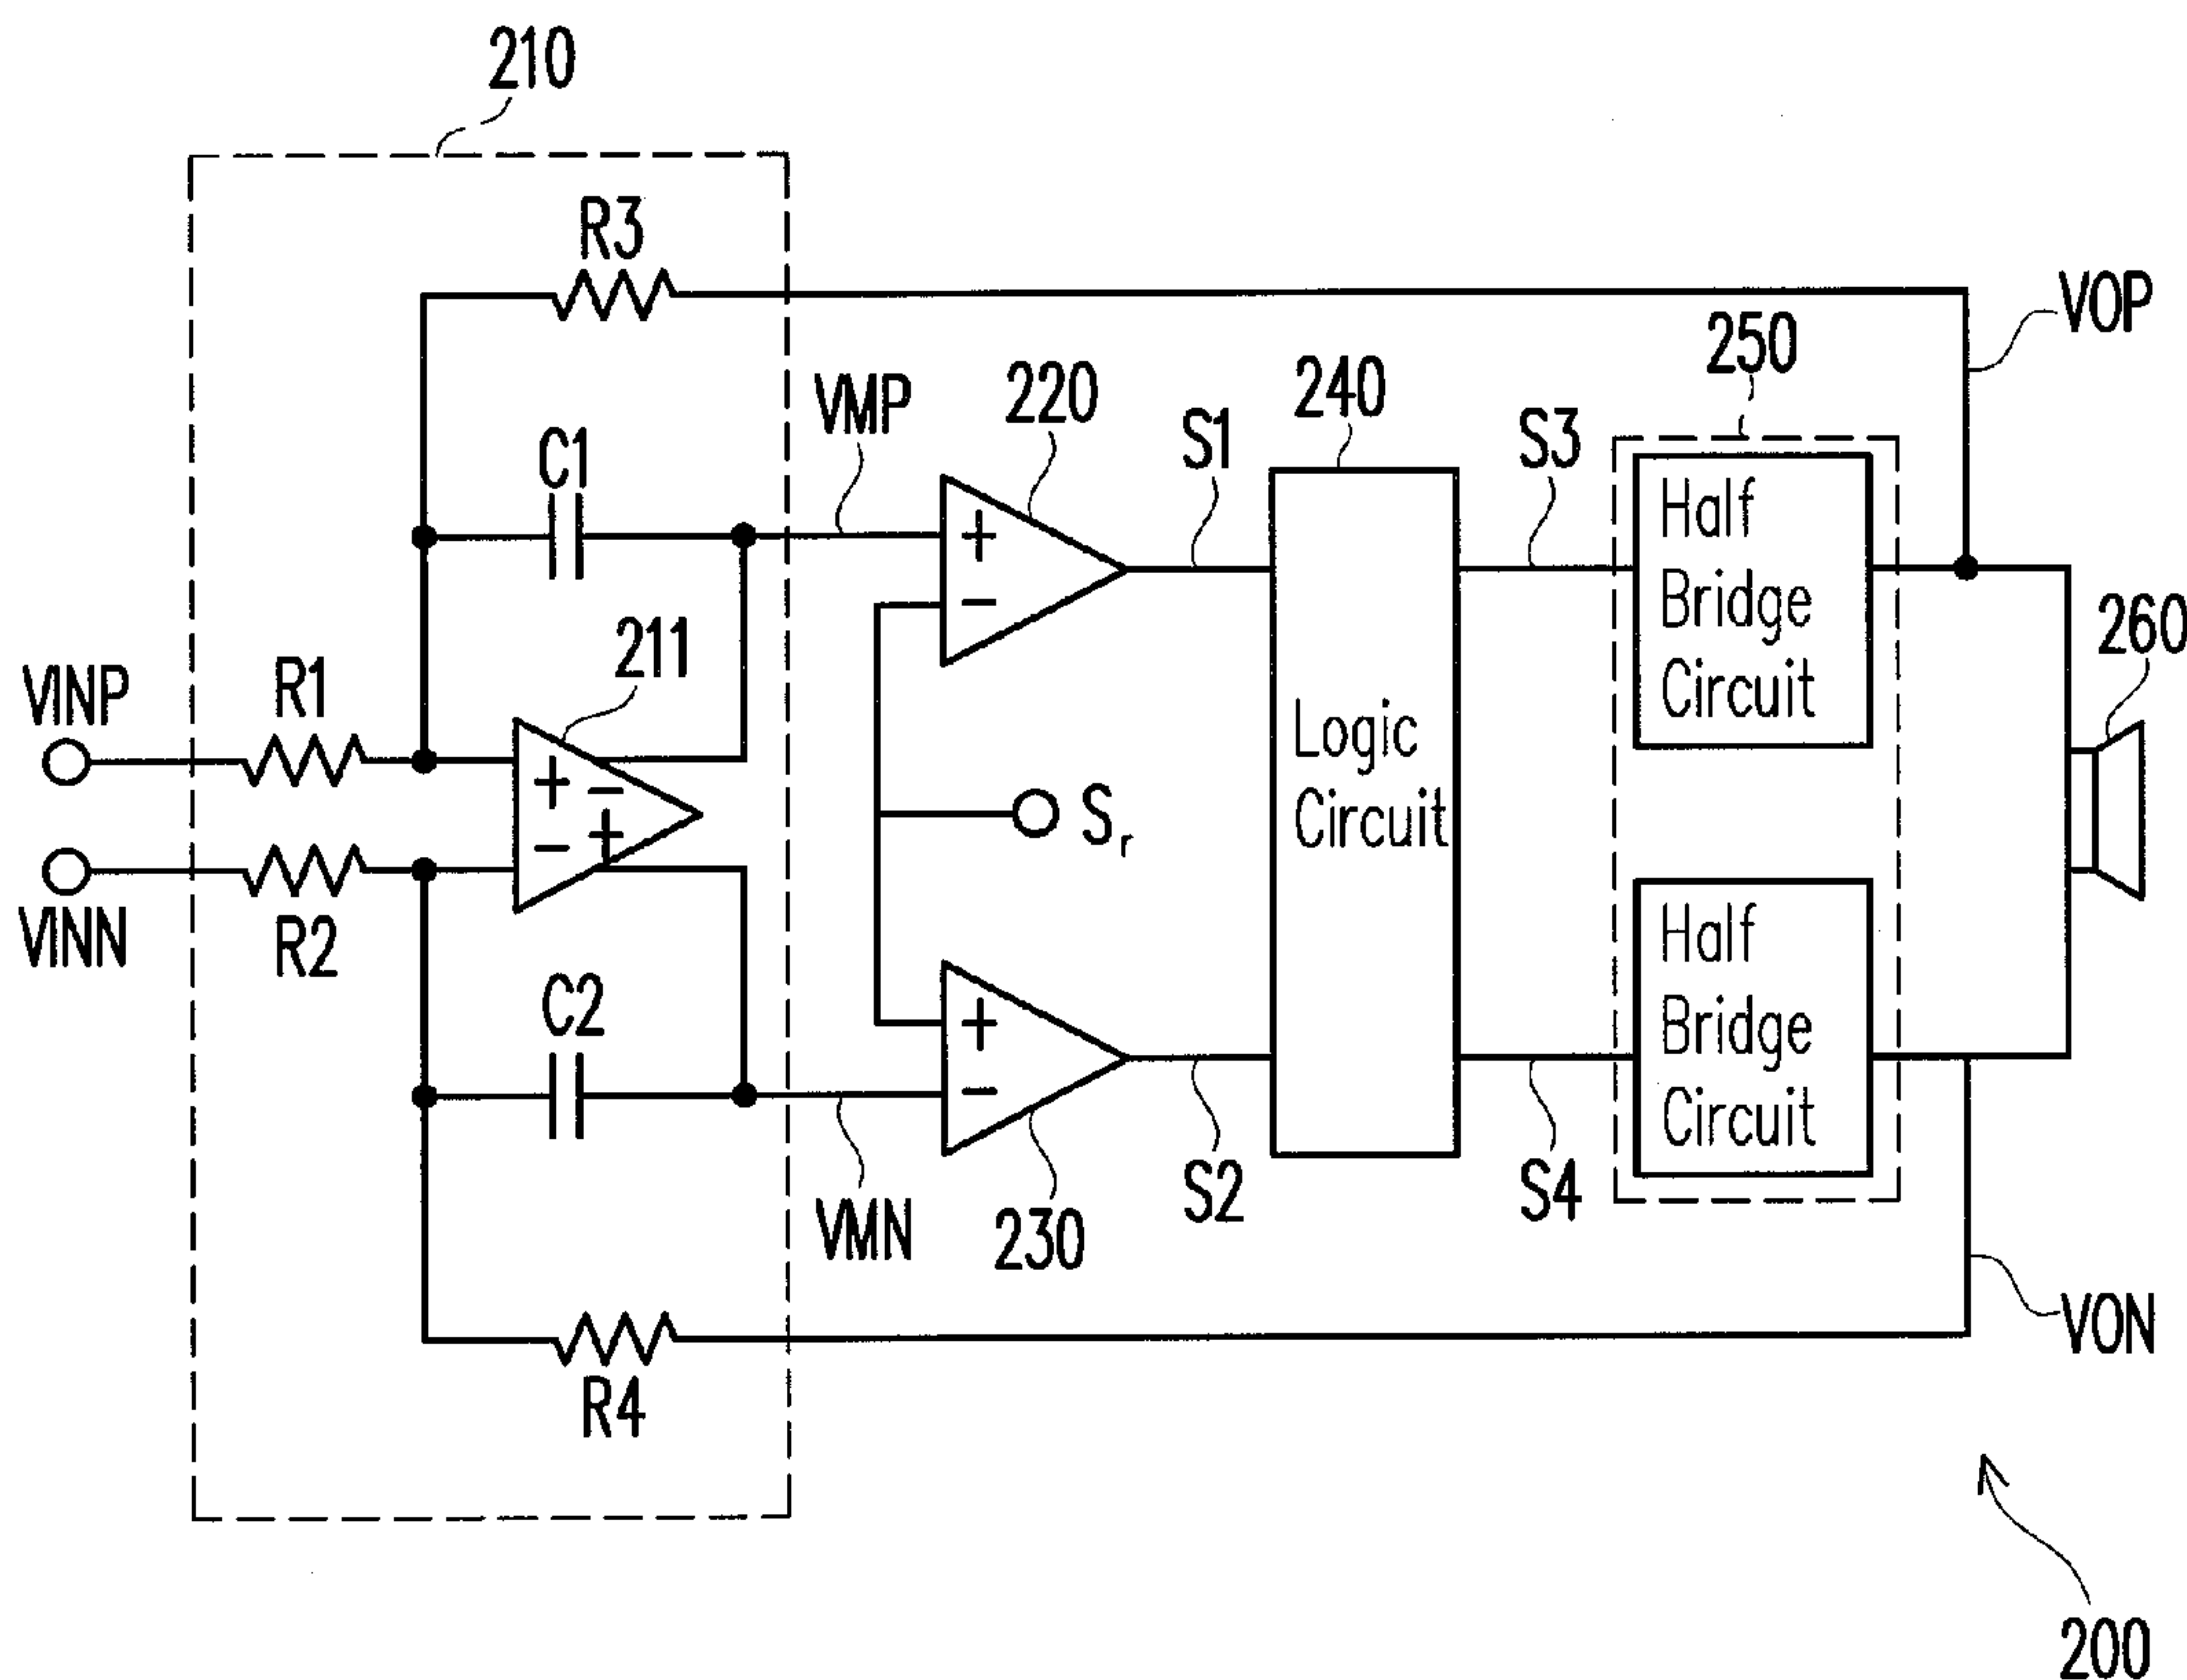 210
R3
VOP
250
VMP
220
240
S1
S3
C1
Half
Bridge
Circuit
+
−
211
260
VINP
R1
Logic
Circuit
+ −
− +
Sr
VINN
R2
C2
Half
Bridge
Circuit
+
−
VMN
230
S2
S4
VON
R4
200